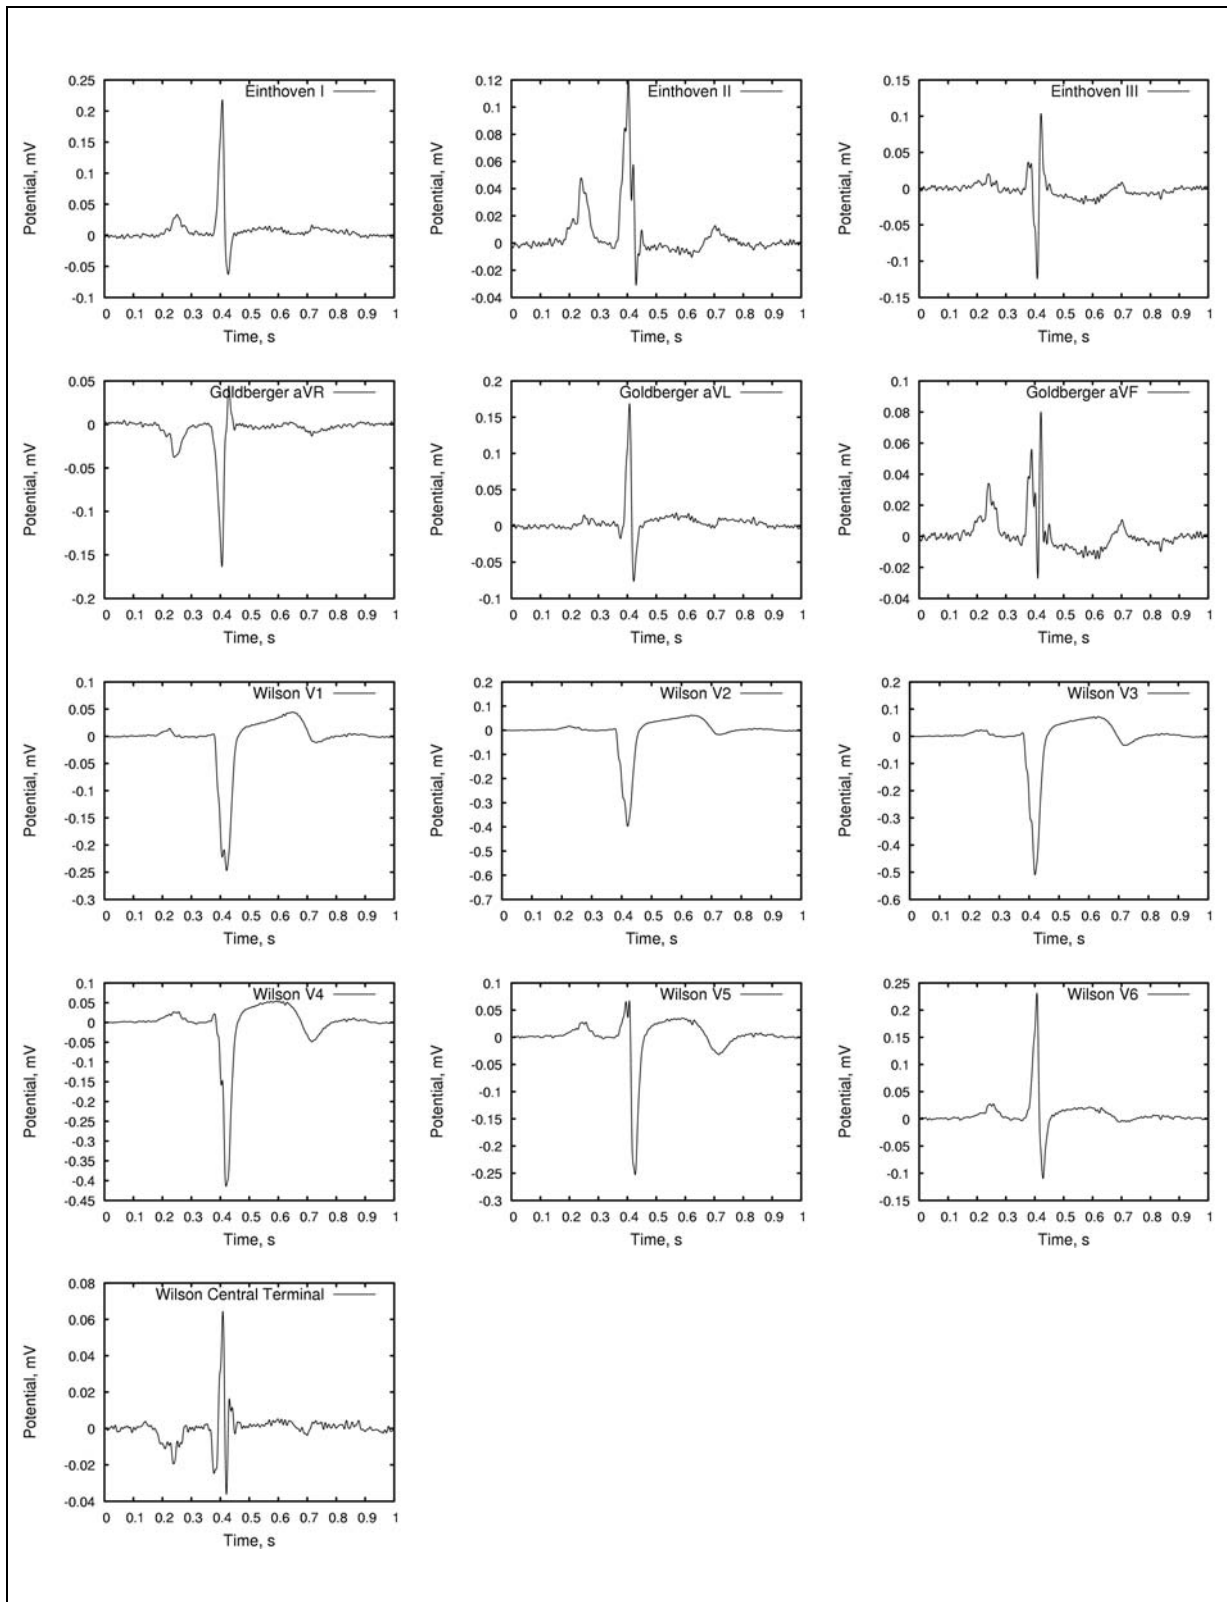 Einthoven I
Potential, mV
0.25
0.2
0.15
0.1
0.05
0
-0.05
-0.1
0 0.1 0.2 0.3 0.4 0.5 0.6 0.7 0.8 0.9 1
Time, s
Einthoven II
Potential, mV
0.12
0.1
0.08
0.06
0.04
0.02
0
-0.02
-0.04
0 0.1 0.2 0.3 0.4 0.5 0.6 0.7 0.8 0.9 1
Time, s
Einthoven III
Potential, mV
0.15
0.1
0.05
0
-0.05
-0.1
-0.15
0 0.1 0.2 0.3 0.4 0.5 0.6 0.7 0.8 0.9 1
Time, s
Goldberger aVR
Potential, mV
0.05
0
-0.05
-0.1
-0.15
-0.2
0 0.1 0.2 0.3 0.4 0.5 0.6 0.7 0.8 0.9 1
Time, s
Goldberger aVL
Potential, mV
0.2
0.15
0.1
0.05
0
-0.05
-0.1
0 0.1 0.2 0.3 0.4 0.5 0.6 0.7 0.8 0.9 1
Time, s
Goldberger aVF
Potential, mV
0.1
0.08
0.06
0.04
0.02
0
-0.02
-0.04
0 0.1 0.2 0.3 0.4 0.5 0.6 0.7 0.8 0.9 1
Time, s
Wilson V1
Potential, mV
0.1
0.05
0
-0.05
-0.1
-0.15
-0.2
-0.25
-0.3
0 0.1 0.2 0.3 0.4 0.5 0.6 0.7 0.8 0.9 1
Time, s
Wilson V2
Potential, mV
0.2
0.1
0
-0.1
-0.2
-0.3
-0.4
-0.5
-0.6
-0.7
0 0.1 0.2 0.3 0.4 0.5 0.6 0.7 0.8 0.9 1
Time, s
Wilson V3
Potential, mV
0.2
0.1
0
-0.1
-0.2
-0.3
-0.4
-0.5
-0.6
0 0.1 0.2 0.3 0.4 0.5 0.6 0.7 0.8 0.9 1
Time, s
Wilson V4
Potential, mV
0.1
0.05
0
-0.05
-0.1
-0.15
-0.2
-0.25
-0.3
-0.35
-0.4
-0.45
0 0.1 0.2 0.3 0.4 0.5 0.6 0.7 0.8 0.9 1
Time, s
Wilson V5
Potential, mV
0.1
0.05
0
-0.05
-0.1
-0.15
-0.2
-0.25
-0.3
0 0.1 0.2 0.3 0.4 0.5 0.6 0.7 0.8 0.9 1
Time, s
Wilson V6
Potential, mV
0.25
0.2
0.15
0.1
0.05
0
-0.05
-0.1
-0.15
0 0.1 0.2 0.3 0.4 0.5 0.6 0.7 0.8 0.9 1
Time, s
Wilson Central Terminal
Potential, mV
0.08
0.06
0.04
0.02
0
-0.02
-0.04
0 0.1 0.2 0.3 0.4 0.5 0.6 0.7 0.8 0.9 1
Time, s